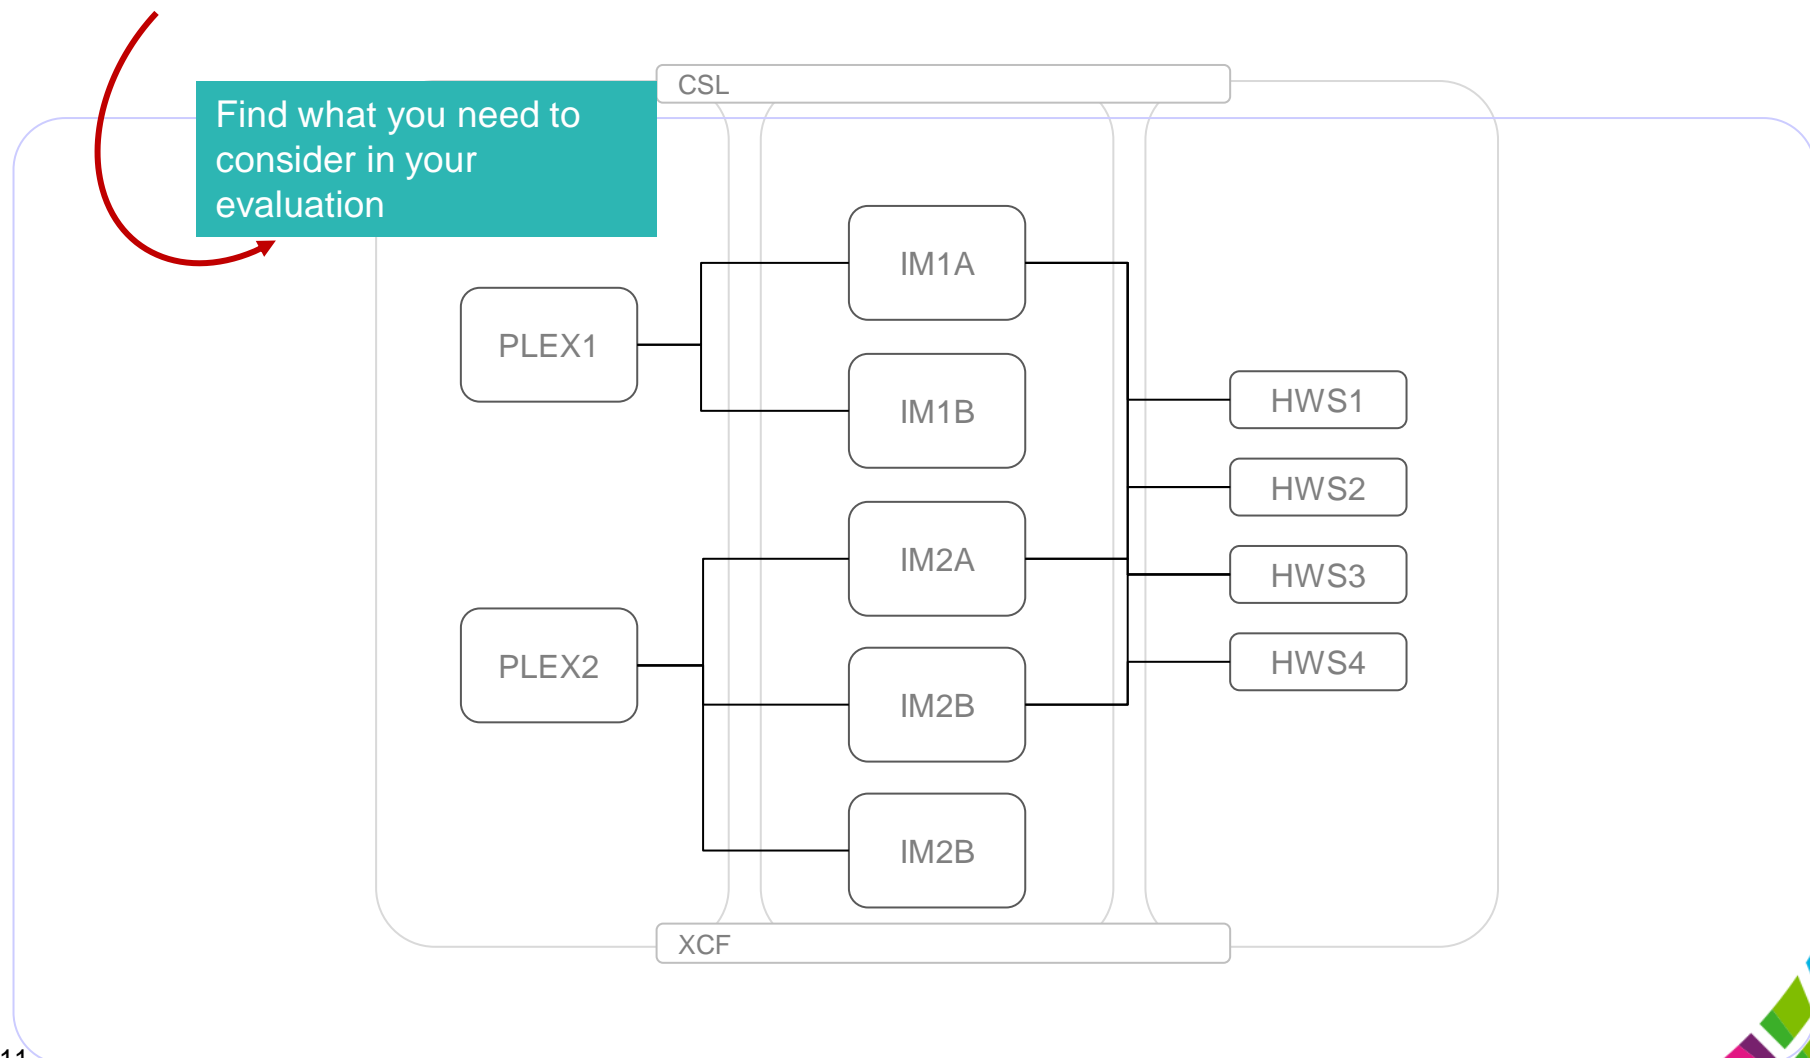 CSL
Find what you need to
consider in your
evaluation
IM1A
PLEX1
IM1B
HWS1
HWS2
IM2A
HWS3
PLEX2
HWS4
IM2B
IM2B
XCF
11